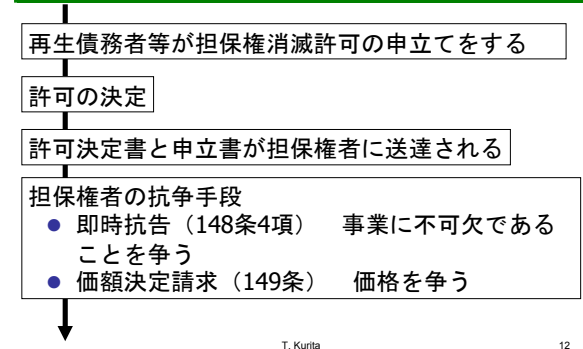 再生債務者等が担保権消滅許可の申立てをする
許可の決定
許可決定書と申立書が担保権者に送達される
担保権者の抗争手段
● 即時抗告（148条4項）　事業に不可欠である
ことを争う
● 価額決定請求（149条）　価格を争う
T. Kurita
12